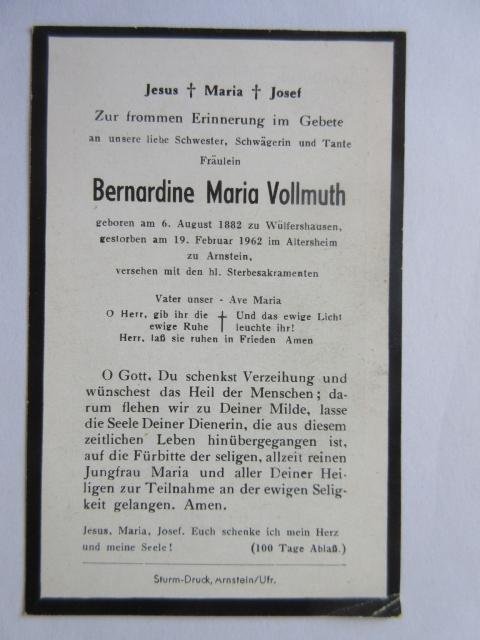 Jesus † Maria † Josef
Zur frommen Erinnerung im Gebete
an unsere liebe Schwester, Schwägerin und Tante
Fräulein
Bernardine Maria Vollmuth
geboren am 6. August 1882 zu Wülfershausen,
gestorben am 19. Februar 1962 im Altersheim
zu Arnstein,
versehen mit den hl. Sterbesakramenten
Vater unser - Ave Maria
O Herr, gib ihr die † Und das ewige Licht
ewige Ruhe † leuchte ihr!
Herr, laß sie ruhen in Frieden Amen
O Gott, Du schenkst Verzeihung und
wünschest das Heil der Menschen; da-
rum flehen wir zu Deiner Milde, lasse
die Seele Deiner Dienerin, die aus diesem
zeitlichen Leben hinübergegangen ist,
auf die Fürbitte der seligen, allzeit reinen
Jungfrau Maria und aller Deiner Hei-
ligen zur Teilnahme an der ewigen Selig-
keit gelangen. Amen.
Jesus, Maria, Josef. Euch schenke ich mein Herz
und meine Seele! (100 Tage Ablaß.)
Sturm-Druck, Arnstein/Ufr.